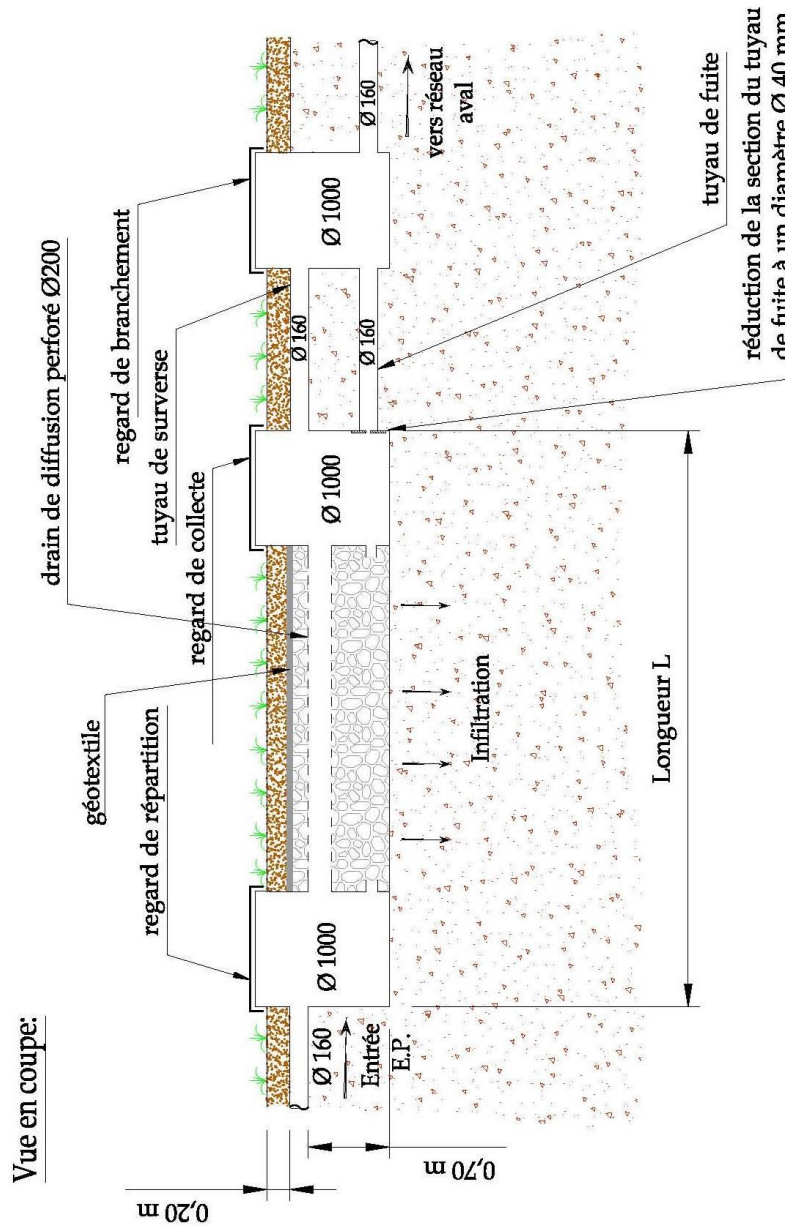 Vue en coupe:
0,20 m
0,70 m
regard de répartition
géotextile
drain de diffusion perforé Ø200
regard de collecte
tuyau de surverse
regard de branchement
Ø 160
Entrée
E.P.
Ø 1000
Ø 1000
Ø 1000
Ø 160
Ø 160
Ø 160
vers réseau
aval
Infiltration
Longueur L
tuyau de fuite
réduction de la section du tuyau
de fuite à un diamètre Ø 40 mm